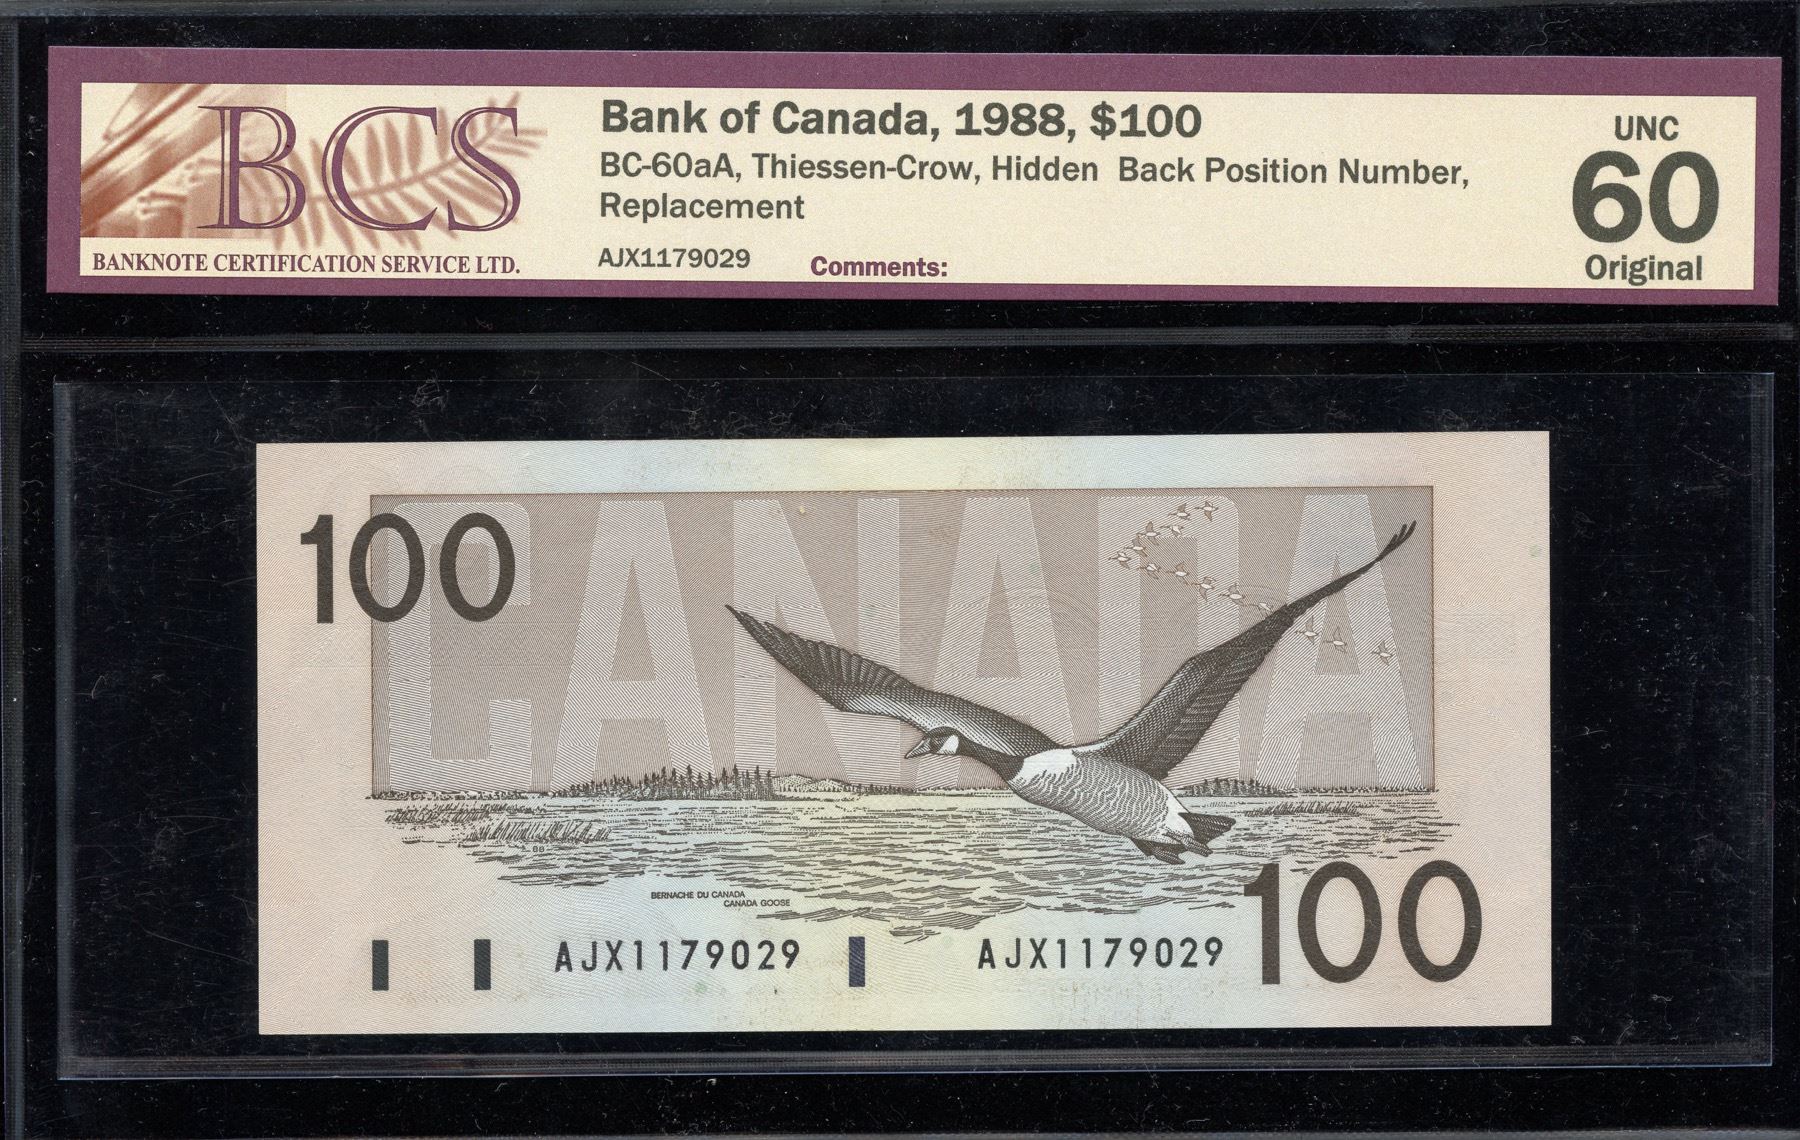 BCS
BANKNOTE CERTIFICATION SERVICE LTD.
Bank of Canada, 1988, $100
BC-60aA, Thiessen-Crow, Hidden Back Position Number,
Replacement
AJX1179029
Comments:
UNC
60
Original
100
CANADA
88
BERNACHE DU CANADA
CANADA GOOSE
AJX1179029
AJX1179029
100